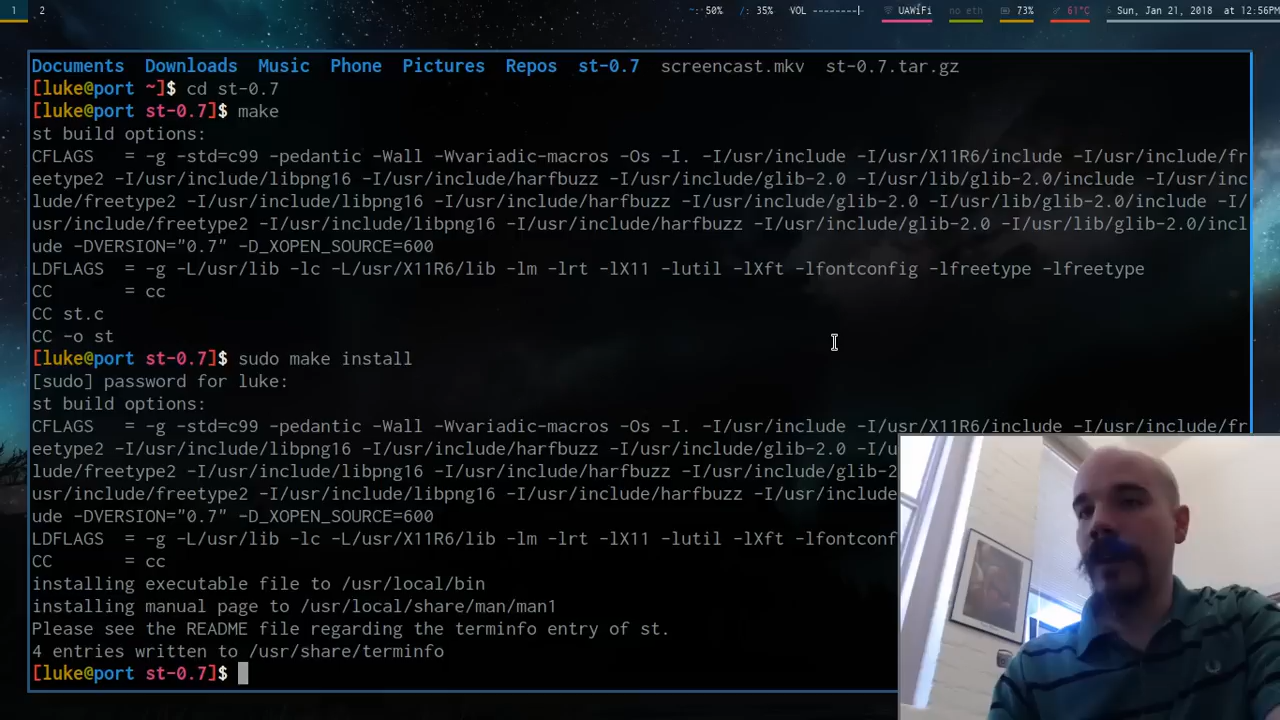 1 2 : 50% /: 35% VOL --------| UAWiFi no eth 73% 61°C Sun, Jan 21, 2018 at 12:56PM
Documents Downloads Music Phone Pictures Repos st-0.7 screencast.mkv st-0.7.tar.gz
[luke@port ~]$ cd st-0.7
[luke@port st-0.7]$ make
st build options:
CFLAGS = -g -std=c99 -pedantic -Wall -Wvariadic-macros -Os -I. -I/usr/include -I/usr/X11R6/include -I/usr/include/fr
eetype2 -I/usr/include/libpng16 -I/usr/include/harfbuzz -I/usr/include/glib-2.0 -I/usr/lib/glib-2.0/include -I/usr/inc
lude/freetype2 -I/usr/include/libpng16 -I/usr/include/harfbuzz -I/usr/include/glib-2.0 -I/usr/lib/glib-2.0/include -I/
usr/include/freetype2 -I/usr/include/libpng16 -I/usr/include/harfbuzz -I/usr/include/glib-2.0 -I/usr/lib/glib-2.0/incl
ude -DVERSION="0.7" -D_XOPEN_SOURCE=600
LDFLAGS = -g -L/usr/lib -lc -L/usr/X11R6/lib -lm -lrt -lX11 -lutil -lXft -lfontconfig -lfreetype -lfreetype
CC = cc
CC st.c
CC -o st
[luke@port st-0.7]$ sudo make install
[sudo] password for luke:
st build options:
CFLAGS = -g -std=c99 -pedantic -Wall -Wvariadic-macros -Os -I. -I/usr/include -I/usr/X11R6/include -I/usr/include/fr
eetype2 -I/usr/include/libpng16 -I/usr/include/harfbuzz -I/usr/include/glib-2.0 -I/u
lude/freetype2 -I/usr/include/libpng16 -I/usr/include/harfbuzz -I/usr/include/glib-2
usr/include/freetype2 -I/usr/include/libpng16 -I/usr/include/harfbuzz -I/usr/include
ude -DVERSION="0.7" -D_XOPEN_SOURCE=600
LDFLAGS = -g -L/usr/lib -lc -L/usr/X11R6/lib -lm -lrt -lX11 -lutil -lXft -lfontconf
CC = cc
installing executable file to /usr/local/bin
installing manual page to /usr/local/share/man/man1
Please see the README file regarding the terminfo entry of st.
4 entries written to /usr/share/terminfo
[luke@port st-0.7]$